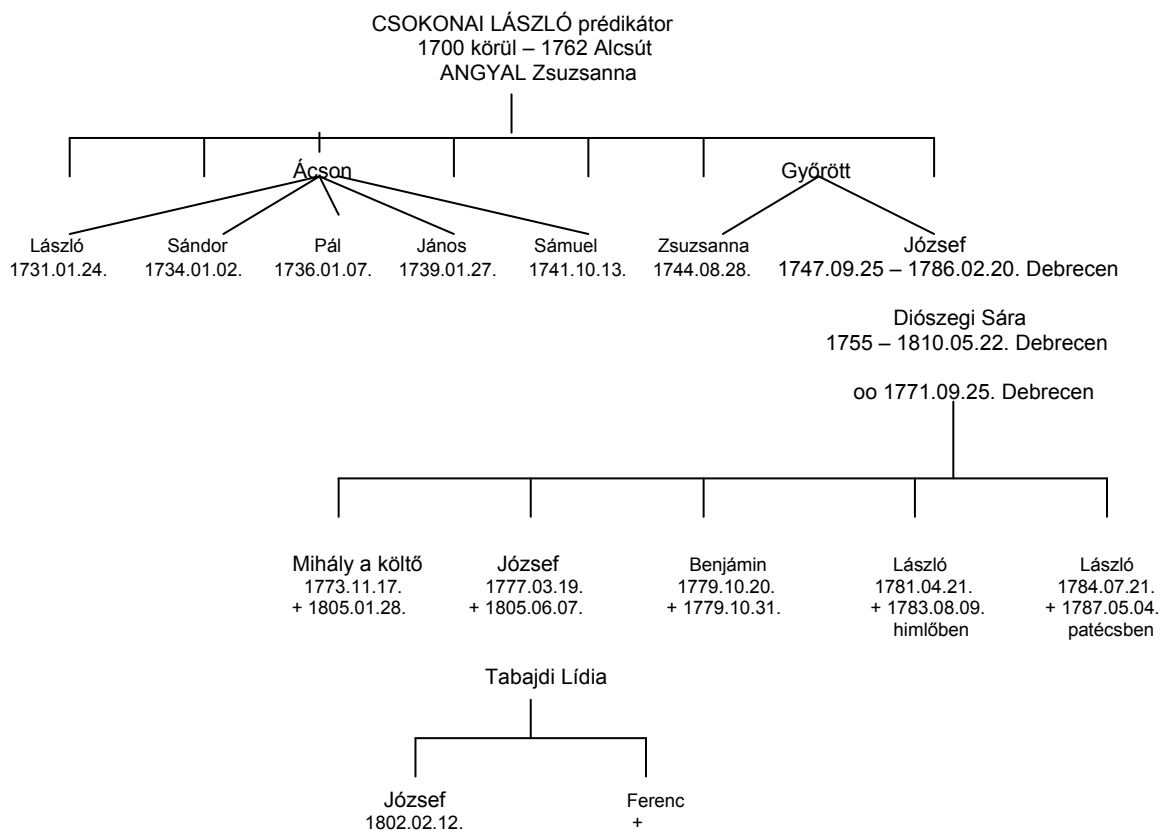 CSOKONAI LÁSZLÓ prédikátor
1700 körül – 1762 Alcsút
ANGYAL Zsuzsanna
Ácson
Győrött
László
1731.01.24.
Sándor
1734.01.02.
Pál
1736.01.07.
János
1739.01.27.
Sámuel
1741.10.13.
Zsuzsanna
1744.08.28.
József
1747.09.25 – 1786.02.20. Debrecen
Diószegi Sára
1755 – 1810.05.22. Debrecen
oo 1771.09.25. Debrecen
Mihály a költő
1773.11.17.
+ 1805.01.28.
József
1777.03.19.
+ 1805.06.07.
Benjámin
1779.10.20.
+ 1779.10.31.
László
1781.04.21.
+ 1783.08.09.
himlőben
László
1784.07.21.
+ 1787.05.04.
patécsben
Tabajdi Lídia
József
1802.02.12.
Ferenc
+